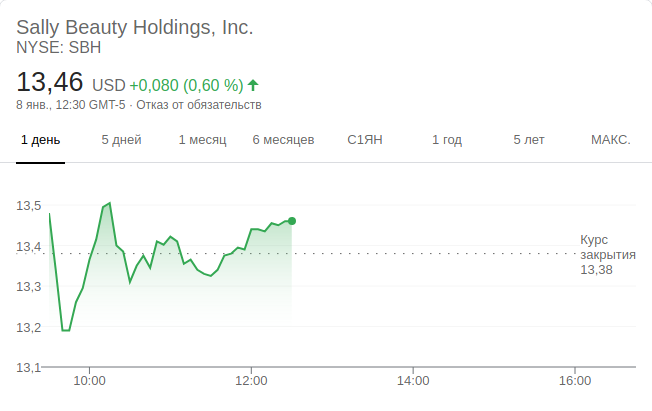 Sally Beauty Holdings, Inc.
NYSE: SBH
13,46 USD +0,080 (0,60 %)
8 янв., 12:30 GMT-5 · Отказ от обязательств
1 день 5 дней 1 месяц 6 месяцев С1ЯН 1 год 5 лет МАКС.
13,5
13,4
13,3
13,2
13,1
Курс
закрытия
13,38
10:00 12:00 14:00 16:00